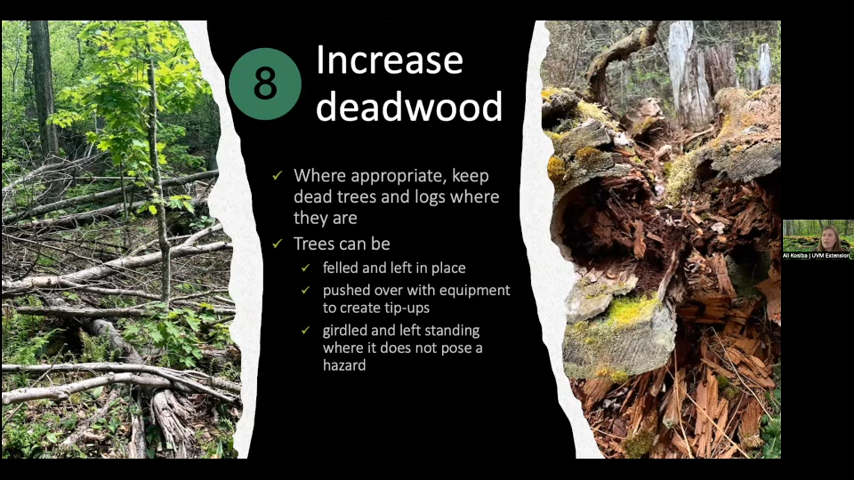 8
Increase
deadwood
Where appropriate, keep
dead trees and logs where
they are
Trees can be
felled and left in place
pushed over with equipment
to create tip-ups
girdled and left standing
where it does not pose a
hazard
Ali Kosiba | UVM Extension